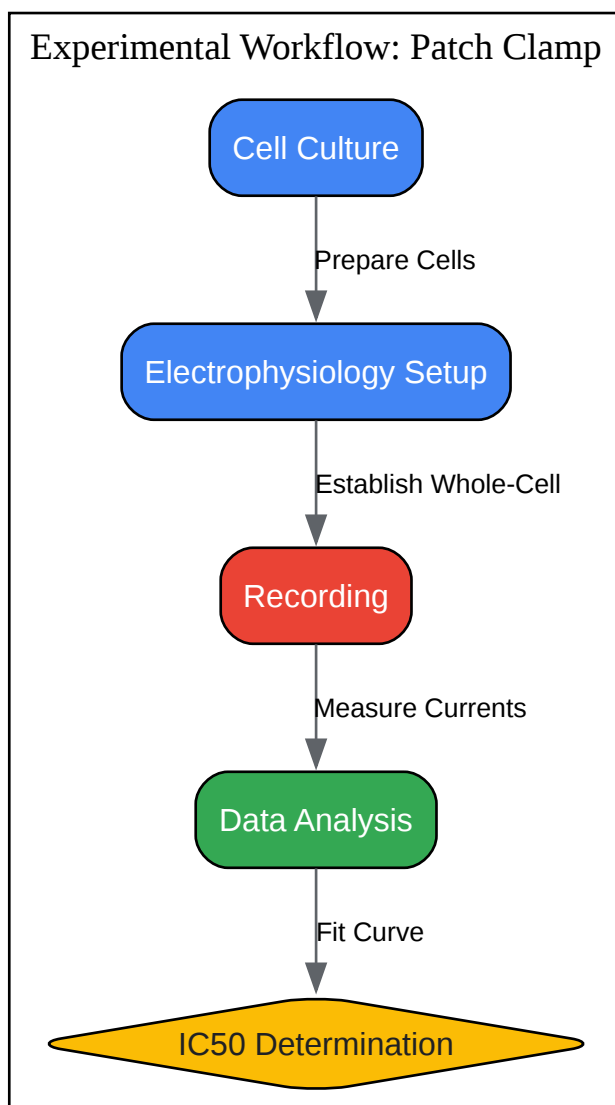 Experimental Workflow: Patch Clamp
Cell Culture
Prepare Cells
Electrophysiology Setup
Establish Whole-Cell
Recording
Measure Currents
Data Analysis
Fit Curve
IC50 Determination